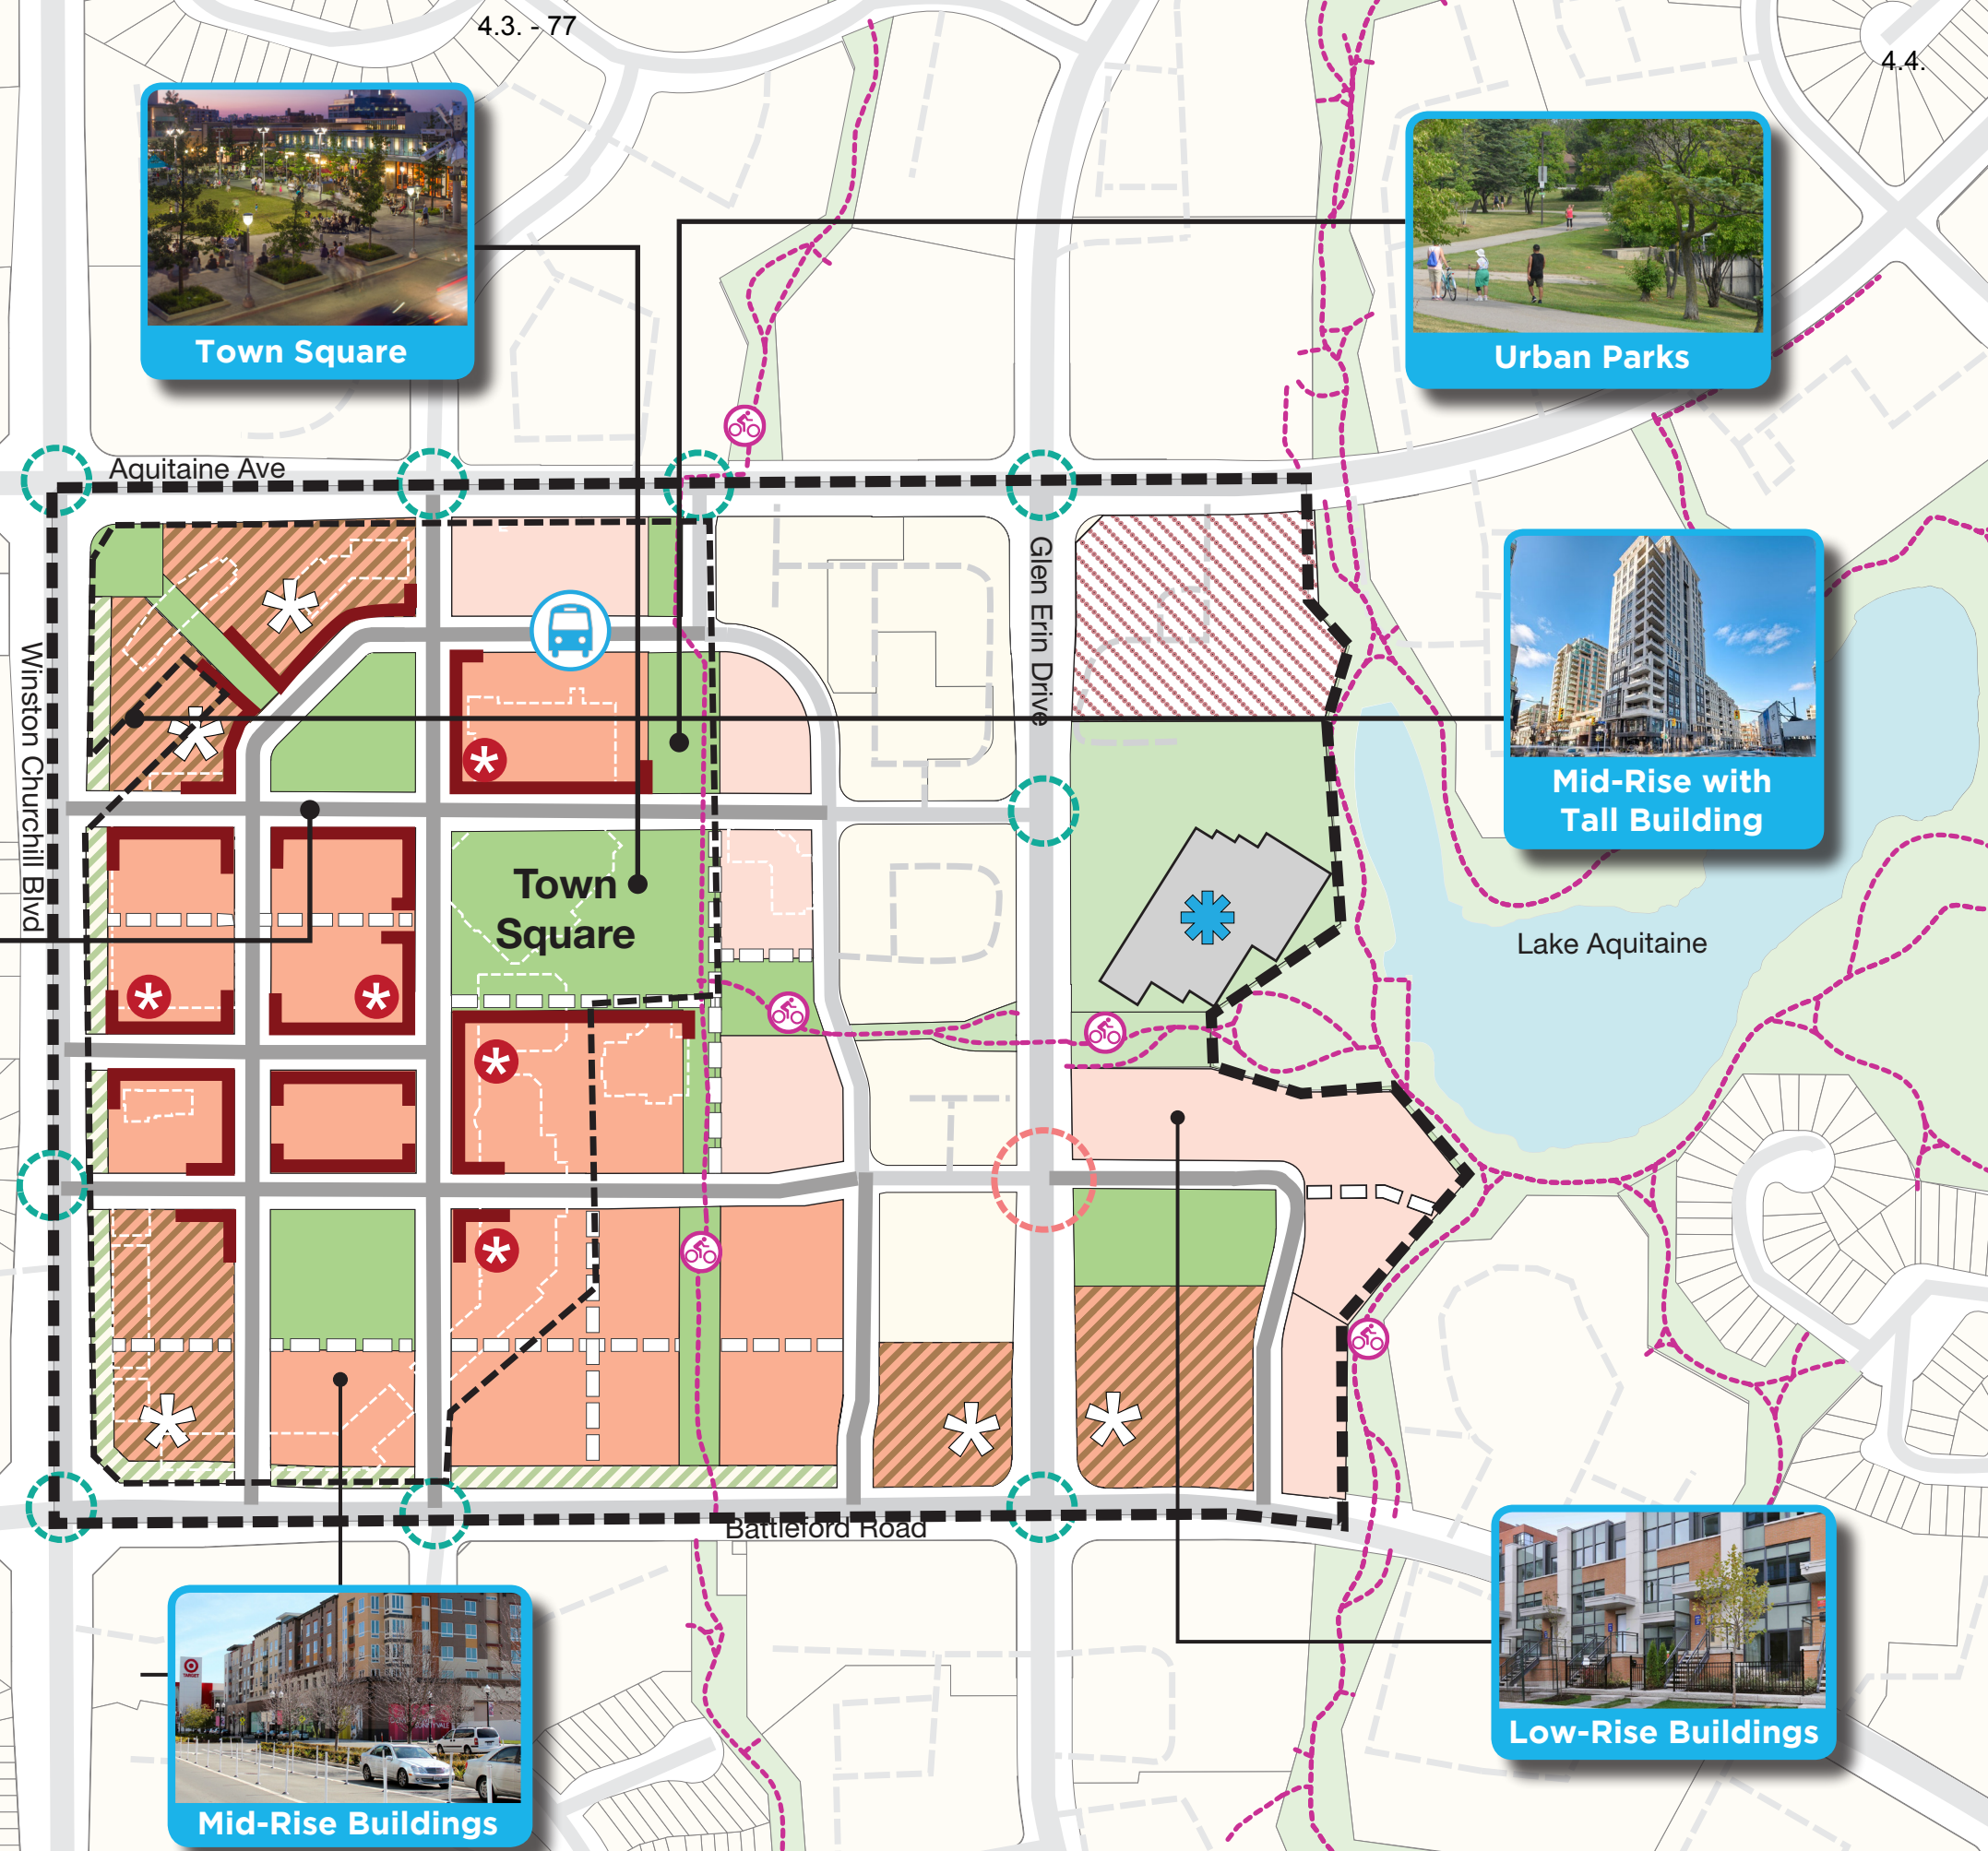 4.3. - 77
4.4.
Town Square
Urban Parks
Aquitaine Ave
Glen Erin Drive
Winston Churchill Blvd
Mid-Rise with
Tall Building
Town
Square
Lake Aquitaine
Battleford Road
TARGET
Low-Rise Buildings
Mid-Rise Buildings